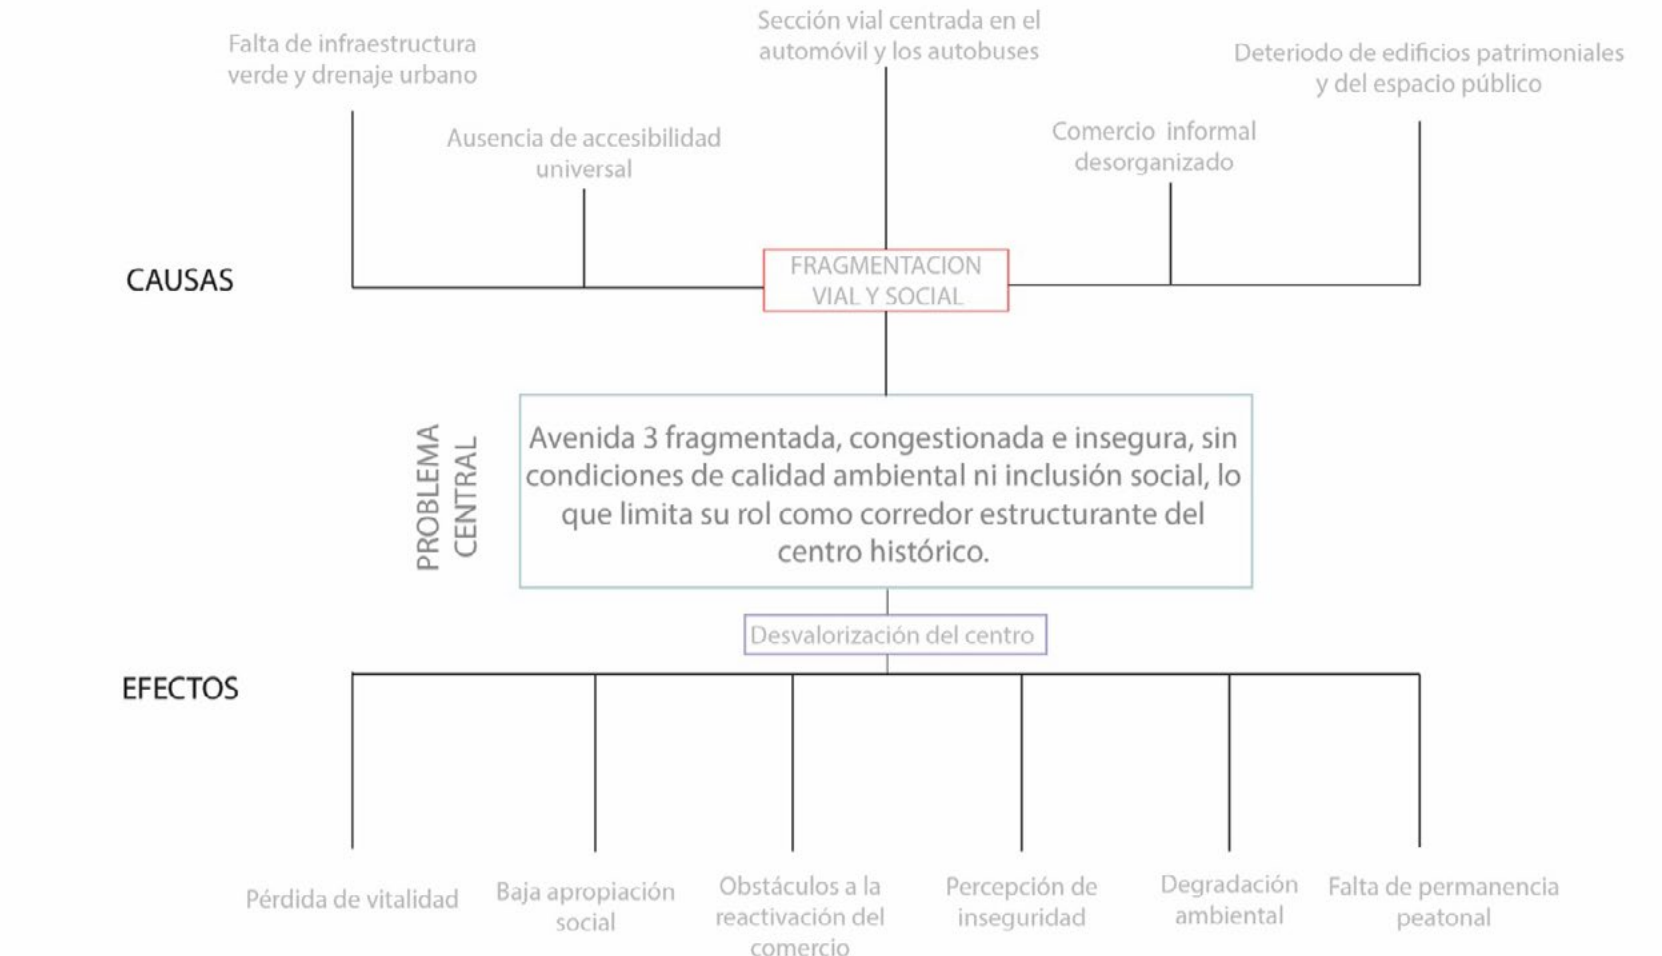 Falta de infraestructura
verde y drenaje urbano
Ausencia de accesibilidad
universal
Sección vial centrada en el
automóvil y los autobuses
Comercio informal
desorganizado
Deteriodo de edificios patrimoniales
y del espacio público
CAUSAS
FRAGMENTACION
VIAL Y SOCIAL
PROBLEMA
CENTRAL
Avenida 3 fragmentada, congestionada e insegura, sin
condiciones de calidad ambiental ni inclusión social, lo
que limita su rol como corredor estructurante del
centro histórico.
Desvalorización del centro
EFECTOS
Pérdida de vitalidad
Baja apropiación
social
Obstáculos a la
reactivación del
comercio
Percepción de
inseguridad
Degradación
ambiental
Falta de permanencia
peatonal